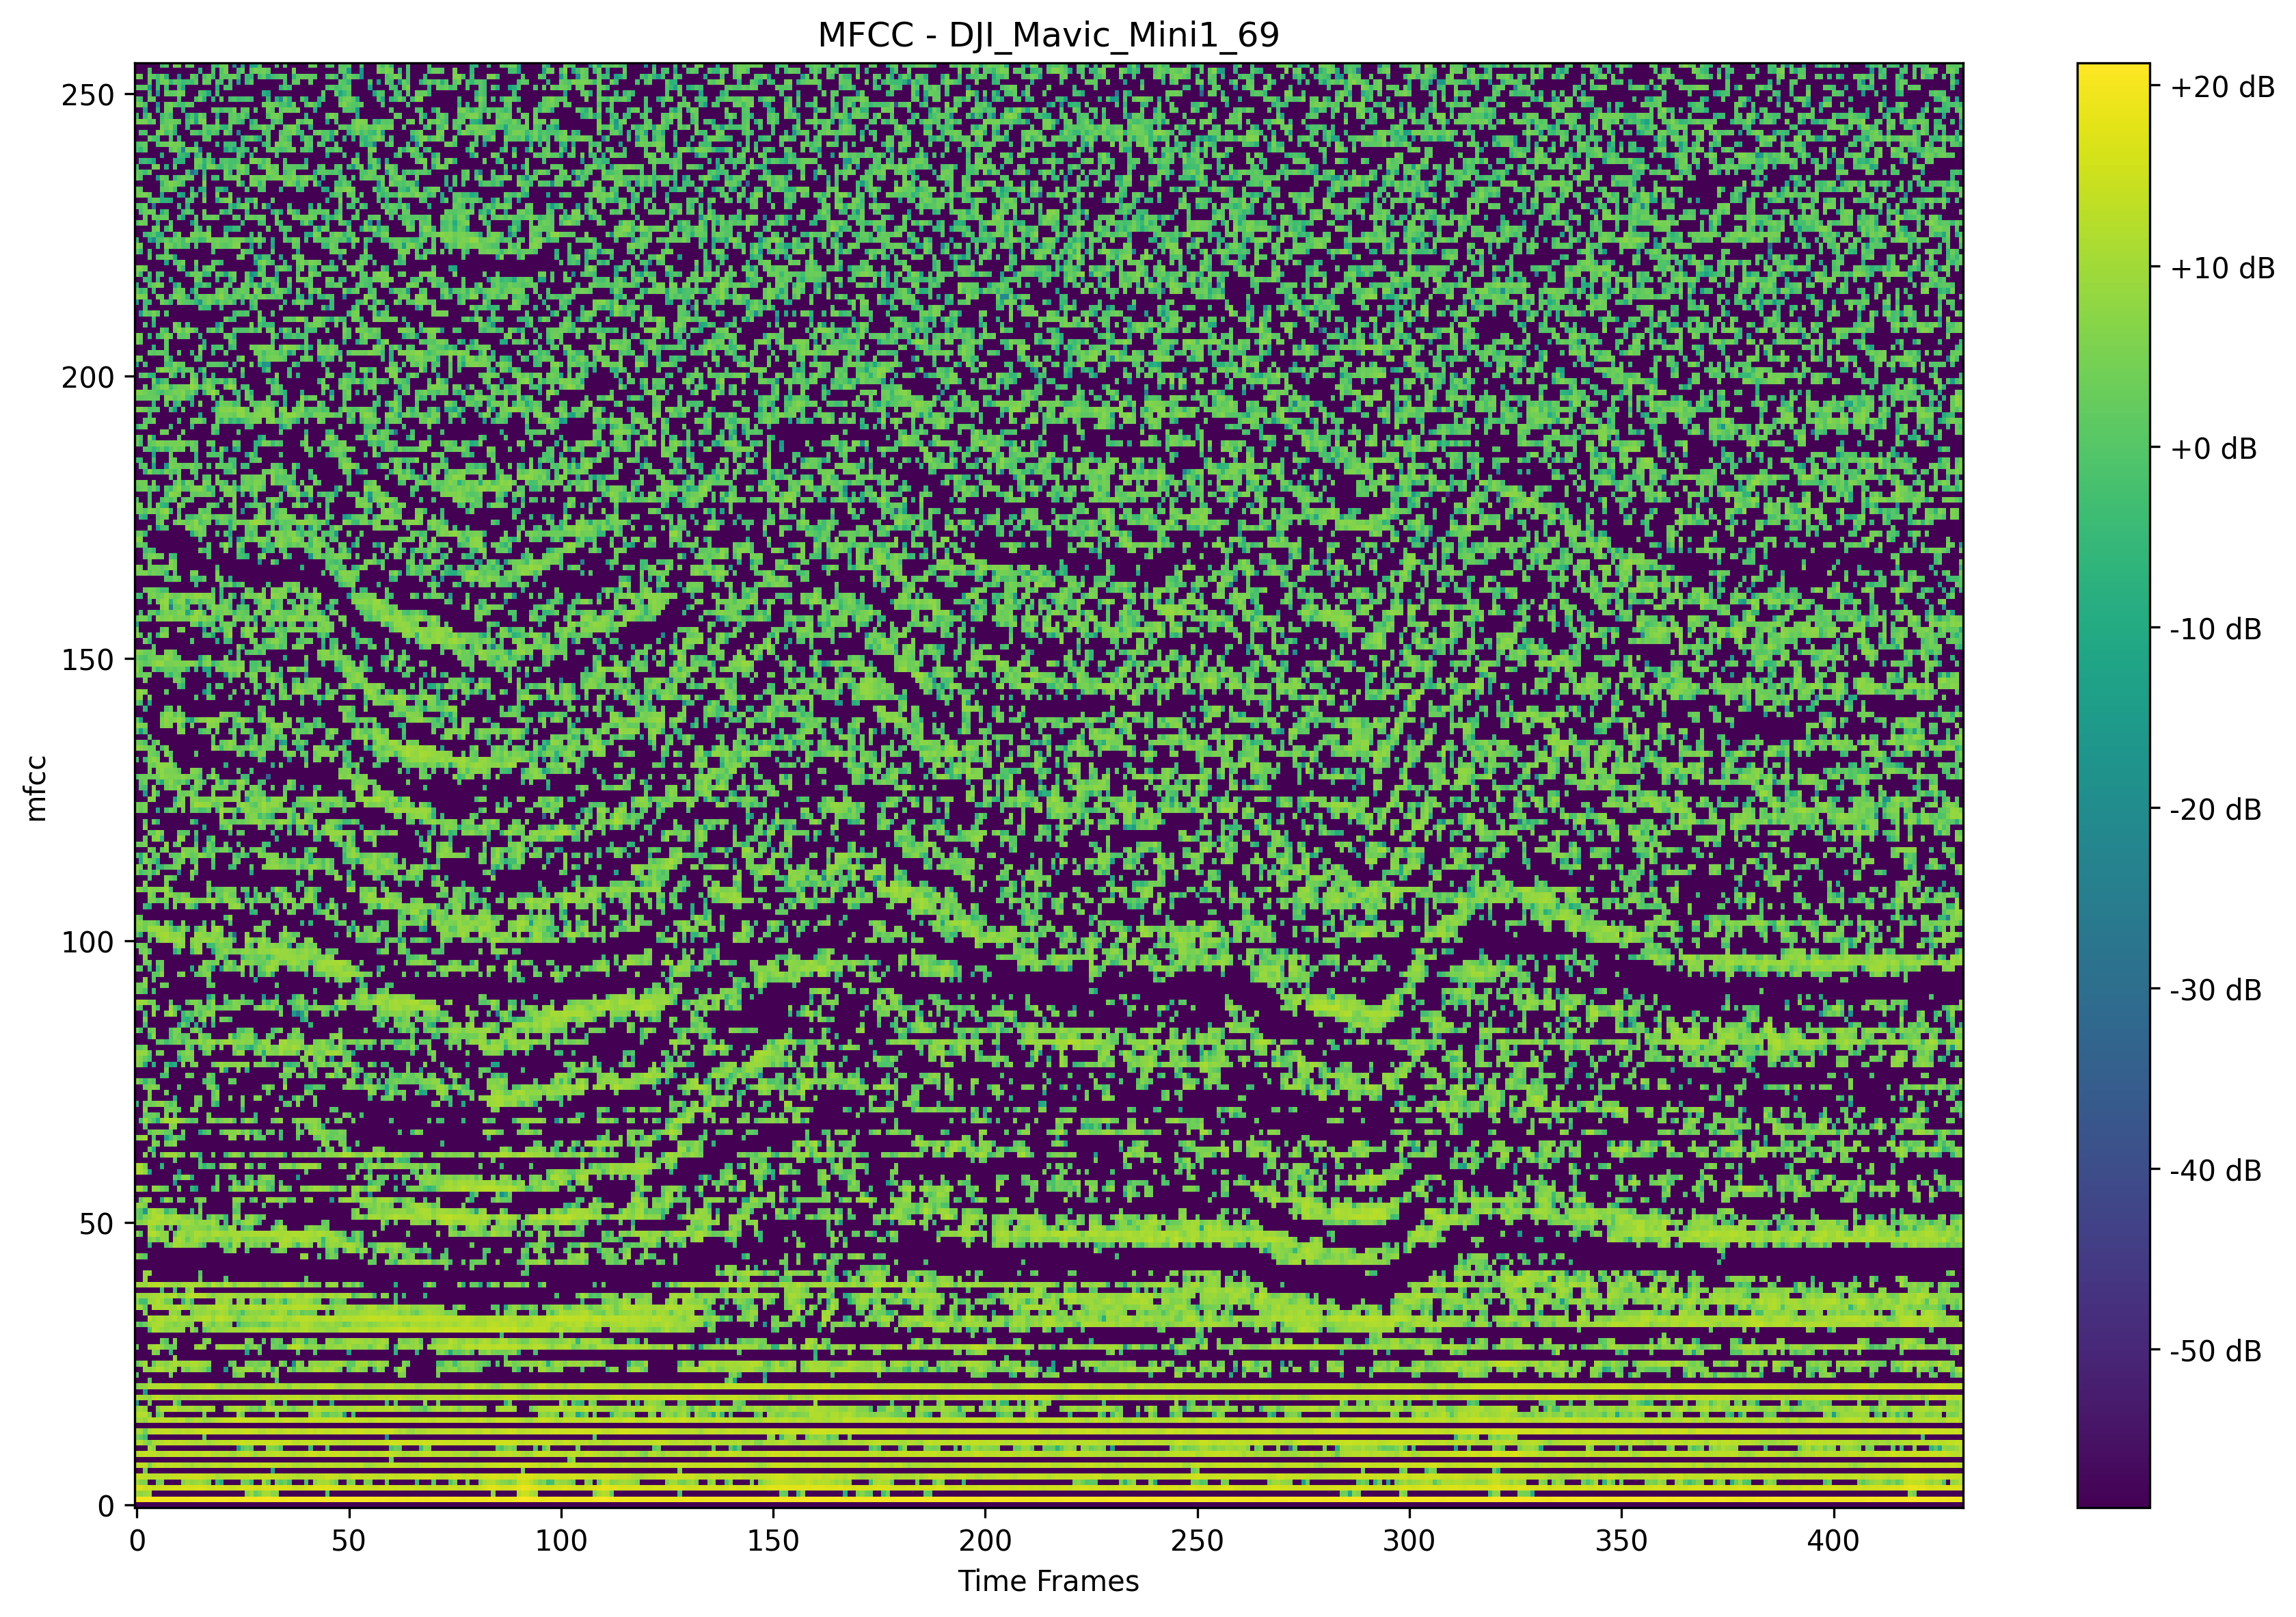 MFCC - DJI_Mavic_Mini1_69
250
200
150
100
50
0
mfcc
0 50 100 150 200 250 300 350 400
Time Frames
+20 dB
+10 dB
+0 dB
-10 dB
-20 dB
-30 dB
-40 dB
-50 dB